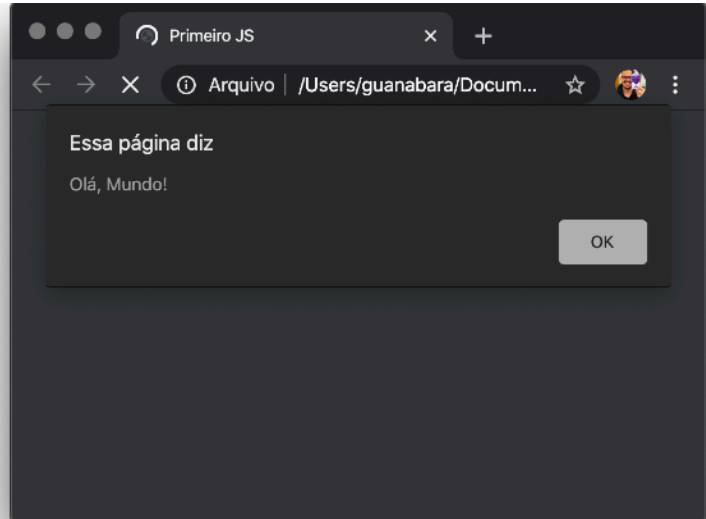 Primeiro JS
Arquivo | /Users/guanabara/Docum...
Essa página diz
Olá, Mundo!
OK